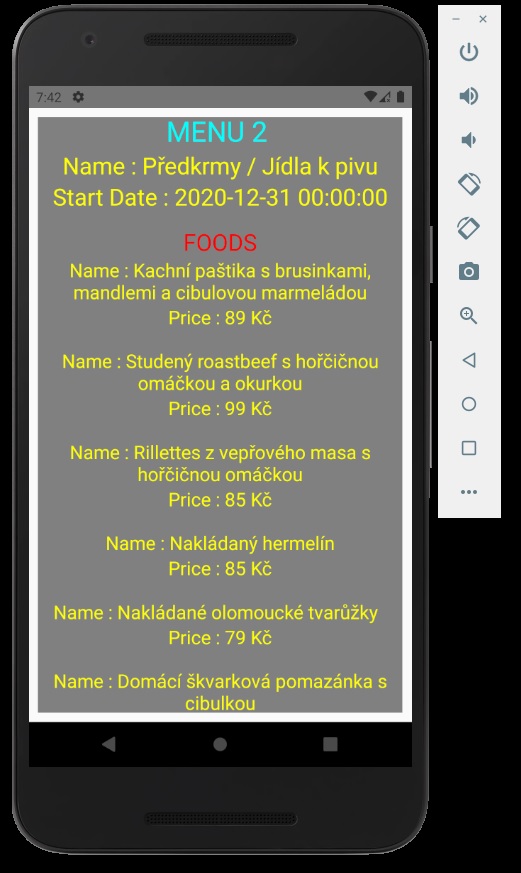 7:42
MENU 2
Name : Předkrmy / Jídla k pivu
Start Date : 2020-12-31 00:00:00
FOODS
Name : Kachní paštika s brusinkami,
mandlemi a cibulovou marmeládou
Price : 89 Kč
Name : Studený roastbeef s hořčičnou
omáčkou a okurkou
Price : 99 Kč
Name : Rillettes z vepřového masa s
hořčičnou omáčkou
Price : 85 Kč
Name : Nakládaný hermelín
Price : 85 Kč
Name : Nakládané olomoucké tvarůžky
Price : 79 Kč
Name : Domácí škvarková pomazánka s
cibulkou